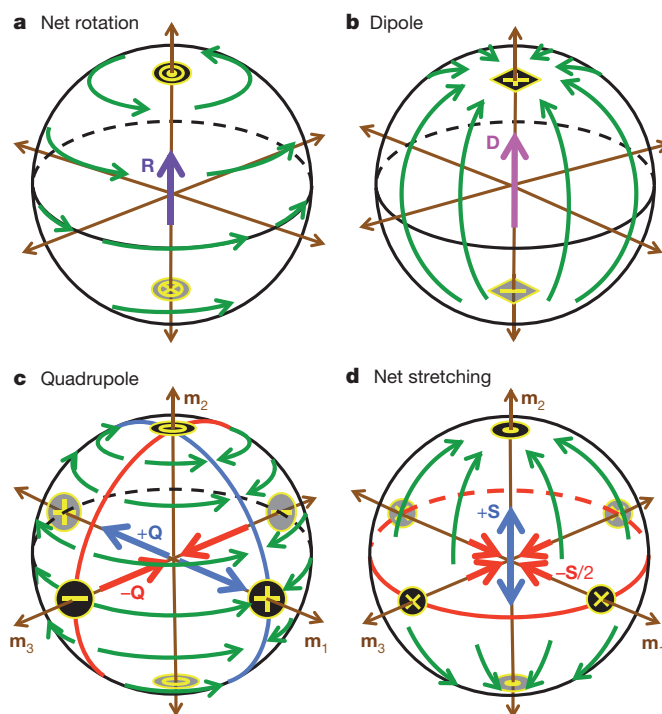 a Net rotation
b Dipole
R
D
+
−
c Quadrupole
d Net stretching
m2
m2
+
−
+Q
+S
−Q
−S/2
−
+
m3
m1
m3